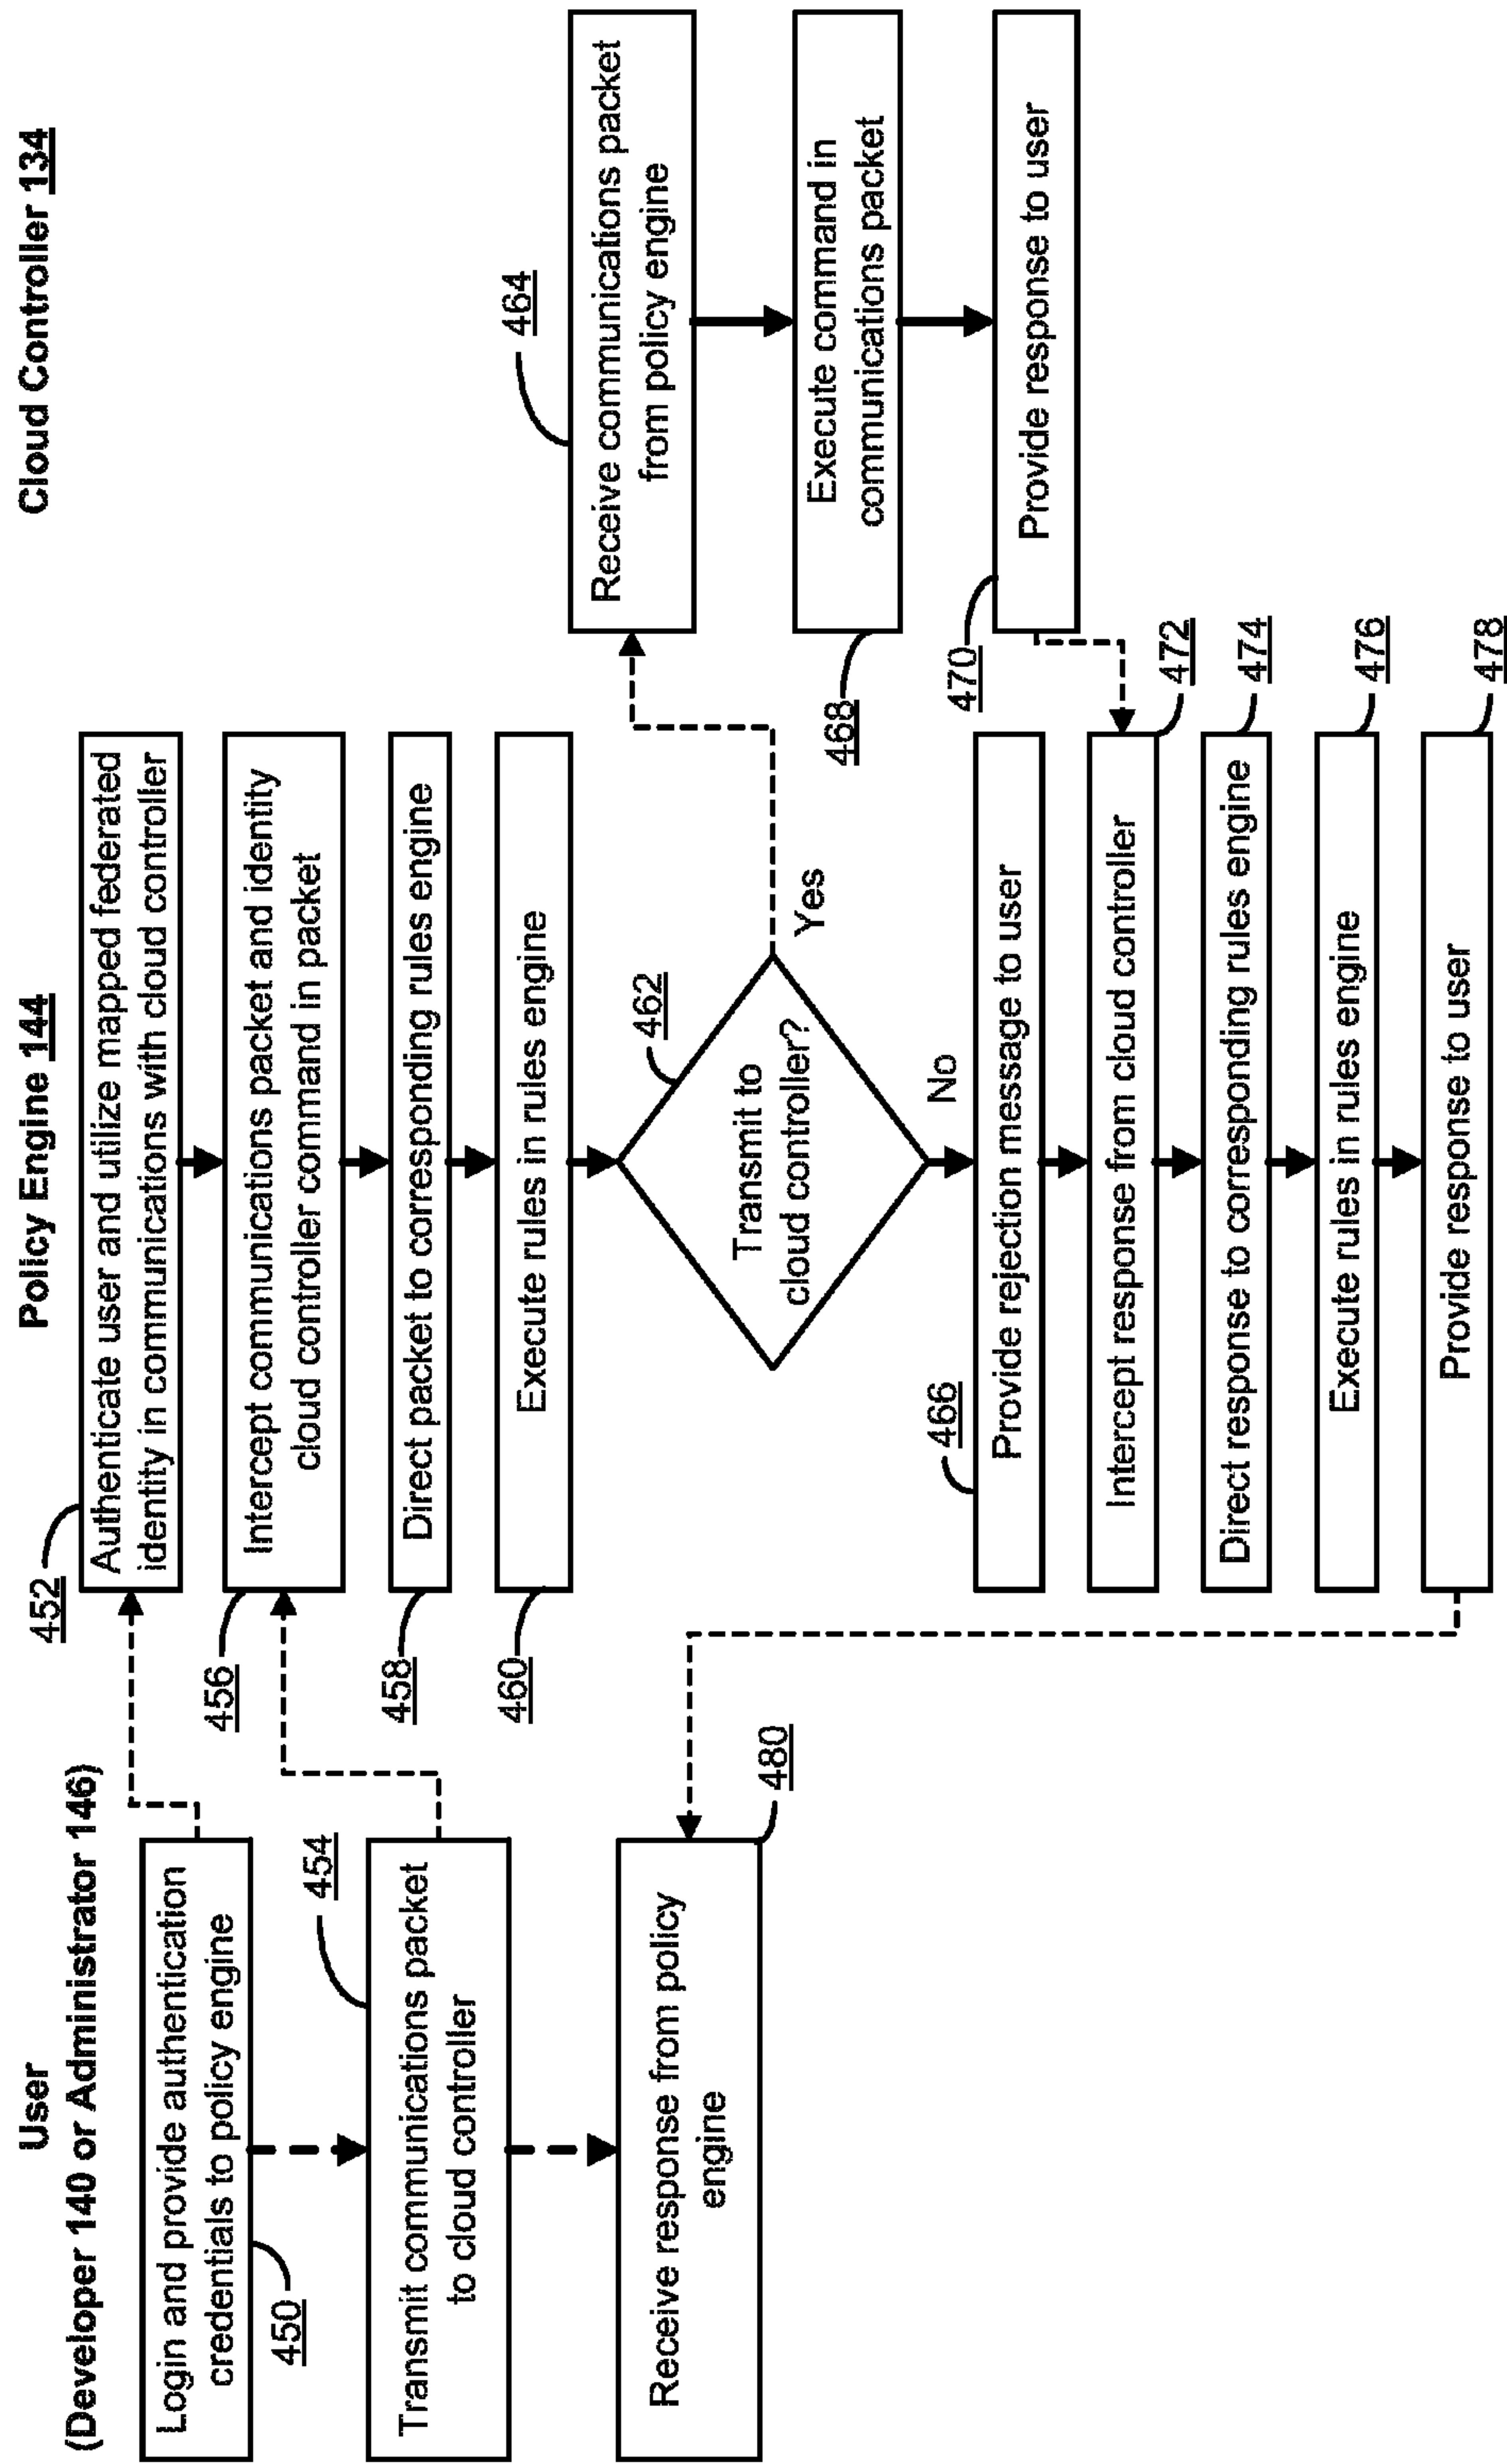 User
(Developer 140 or Administrator 146)
Login and provide authentication
credentials to policy engine
450
Transmit communications packet
to cloud controller
454
Receive response from policy
engine
480
Policy Engine 144
452
Authenticate user and utilize mapped federated
identity in communications with cloud controller
456
Intercept communications packet and identity
cloud controller command in packet
458
Direct packet to corresponding rules engine
460
Execute rules in rules engine
462
Transmit to
cloud controller?
Yes
No
466
Provide rejection message to user
Intercept response from cloud controller
472
Direct response to corresponding rules engine
474
Execute rules in rules engine
476
Provide response to user
478
Cloud Controller 134
464
Receive communications packet
from policy engine
Execute command in
communications packet
468
Provide response to user
470